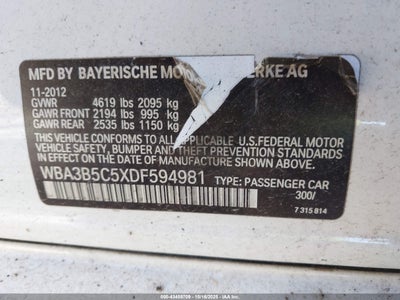 MFD BY BAYERISCHE MOTO ERKE AG
11-2012
GVWR 4619 lbs 2095 kg
GAWR FRONT 2194 lbs 995 kg
GAWR REAR 2535 lbs 1150 kg
THIS VEHICLE CONFORMS TO ALL APPLICABLE U.S.FEDERAL MOTOR
VEHICLE SAFETY, BUMPER AND THEFT PREVENTION STANDARDS
IN EFFECT ON THE DATE OF MANUFACTURE SHOWN ABOVE.
WBA3B5C5XDF594981 TYPE: PASSENGER CAR
300/
7 315 814